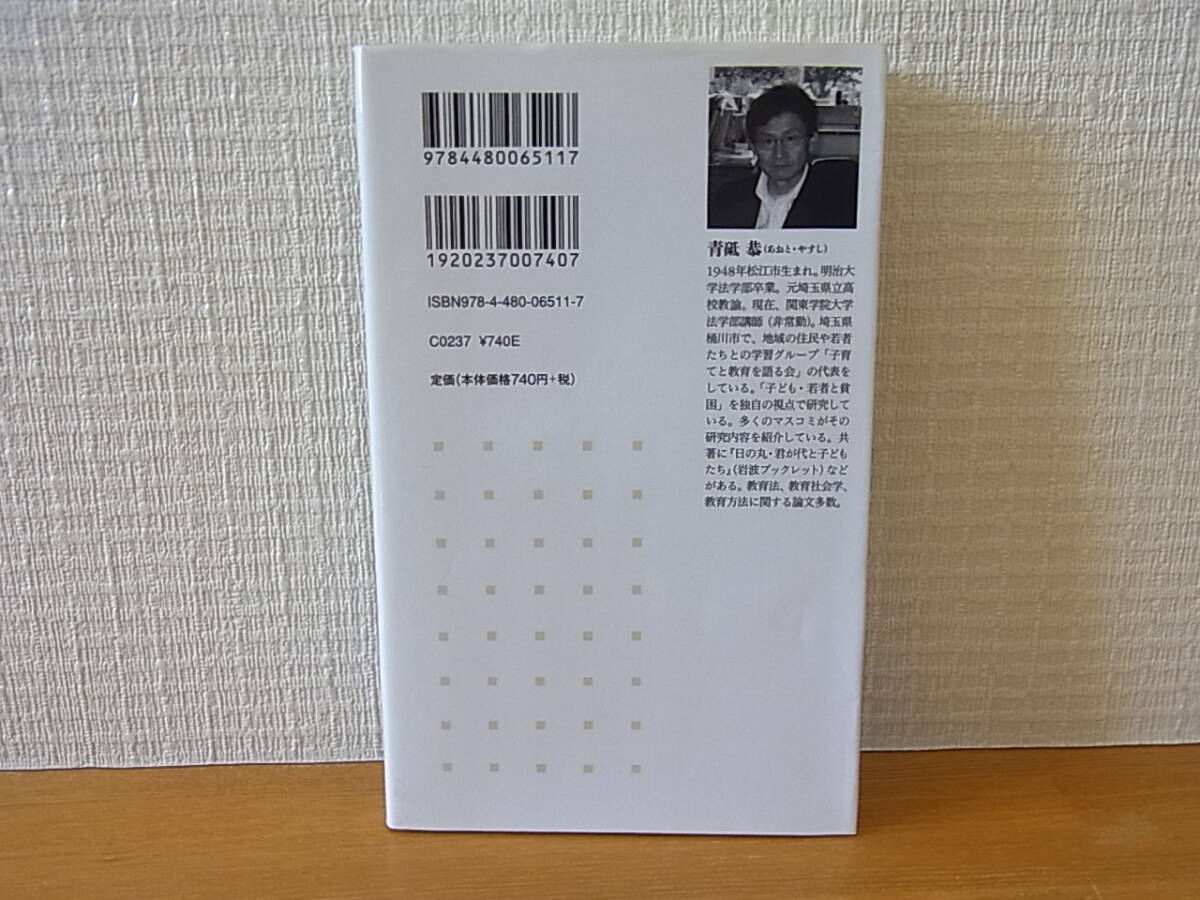 9784480065117
1920237007407
ISBN978-4-480-06511-7
C0237 ¥740E
定価(本体価格740円+税)
青砥 恭(あおと・やすし)
1948年松江市生まれ。明治大
学法学部卒業。元埼玉県立高
校教諭。現在、関東学院大学
法学部講師(非常勤)。埼玉県
桶川市で、地域の住民や若者
たちとの学習グループ「子育
てと教育を語る会」の代表を
している。「子ども・若者と貧
困」を独自の視点で研究して
いる。多くのマスコミがその
研究内容を紹介している。共
著に『日の丸・君が代と子ども
たち』(岩波ブックレット)など
がある。教育法、教育社会学、
教育方法に関する論文多数。